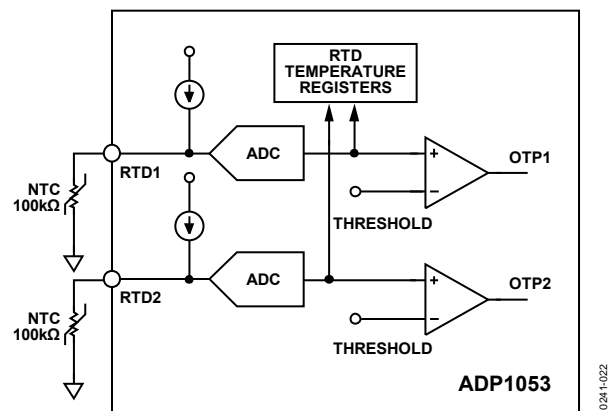 RTD
TEMPERATURE
REGISTERS
ADC
RTD1
+
−
OTP1
NTC
100kΩ
THRESHOLD
ADC
RTD2
+
−
OTP2
NTC
100kΩ
THRESHOLD
ADP1053
0241-022